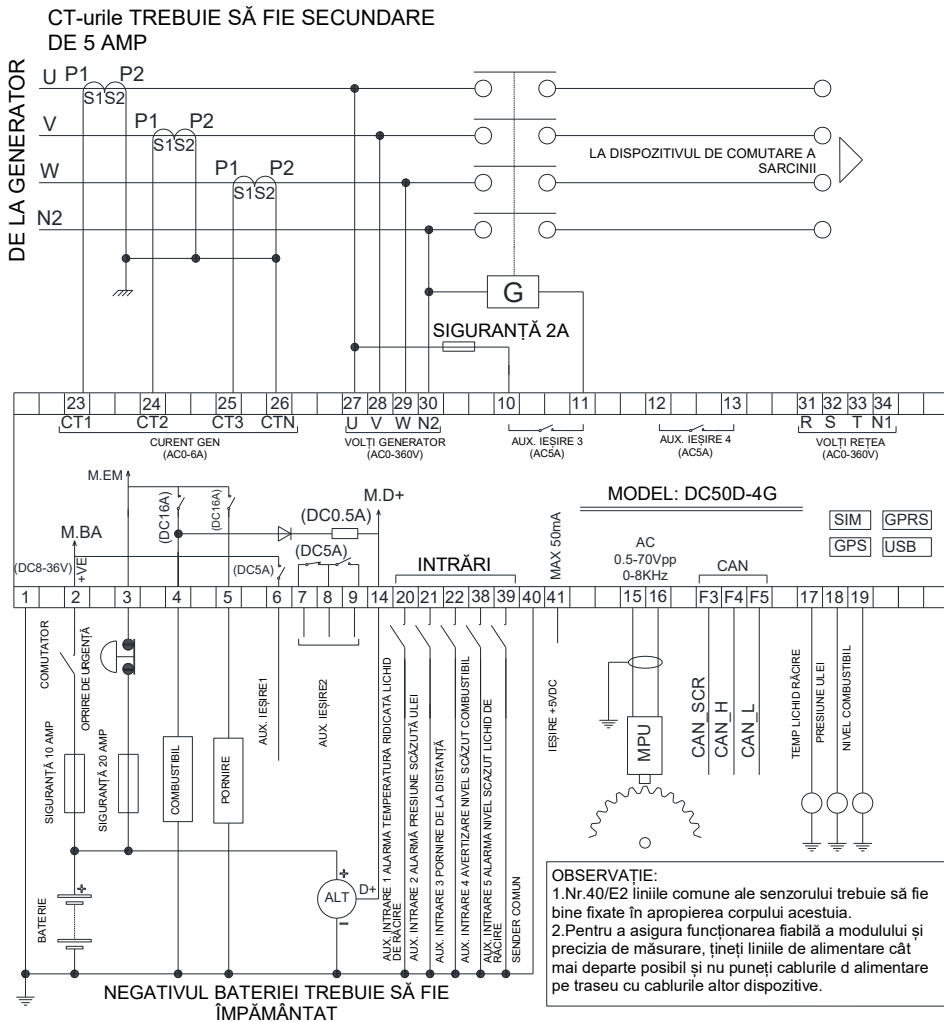 CT-urile TREBUIE SĂ FIE SECUNDARE
DE 5 AMP
DE LA GENERATOR
U P1 P2
S1S2
V P1 P2
S1S2
W P1 P2
S1S2
N2
LA DISPOZITIVUL DE COMUTARE A
SARCINII
G
SIGURANȚĂ 2A
23 24 25 26 27 28 29 30 10 11 12 13 31 32 33 34
CT1 CT2 CT3 CTN U V W N2 R S T N1
CURENT GEN
(AC0-6A)
VOLȚI GENERATOR
(AC0-360V)
AUX. IEȘIRE 3
(AC5A)
AUX. IEȘIRE 4
(AC5A)
VOLȚI REȚEA
(AC0-360V)
M.EM
(DC16A)
(DC16A)
M.D+
(DC0.5A)
MODEL: DC50D-4G
M.BA
(DC8-36V)
+VE
(DC5A)
(DC5A)
INTRĂRI
MAX 50mA
AC
0.5-70Vpp
0-8KHz
CAN
SIM GPRS
GPS USB
1 2 3 4 5 6 7 8 9 14 20 21 22 38 39 40 41 15 16 F3 F4 F5 17 18 19
COMUTATOR
OPRIRE DE URGENȚĂ
SIGURANȚĂ 10 AMP
SIGURANȚĂ 20 AMP
COMBUSTIBIL
PORNIRE
AUX. IEȘIRE1
AUX. IEȘIRE2
AUX. INTRARE 1 ALARMĂ TEMPERATURA RIDICATĂ LICHID
DE RĂCIRE
AUX. INTRARE 2 ALARMĂ PRESIUNE SCĂZUTĂ ULEI
AUX. INTRARE 3 PORNIRE DE LA DISTANȚĂ
AUX. INTRARE 4 AVERTIZARE NIVEL SCĂZUT COMBUSTIBIL
AUX. INTRARE 5 ALARMA NIVEL SCĂZUT LICHID DE
RĂCIRE
SENDER COMUN
IEȘIRE +5VDC
MPU
CAN_SCR
CAN_H
CAN_L
TEMP LICHID RĂCIRE
PRESIUNE ULEI
NIVEL COMBUSTIBIL
BATERIE
+
−
+
ALT
D+
−
NEGATIVUL BATERIEI TREBUIE SĂ FIE
ÎMPĂMÂNTAT
OBSERVAȚIE:
1.Nr.40/E2 liniile comune ale senzorului trebuie să fie
bine fixate în apropierea corpului acestuia.
2.Pentru a asigura funcționarea fiabilă a modulului și
precizia de măsurare, țineți liniile de alimentare cât
mai departe posibil și nu puneți cablurile d alimentare
pe traseu cu cablurile altor dispozitive.